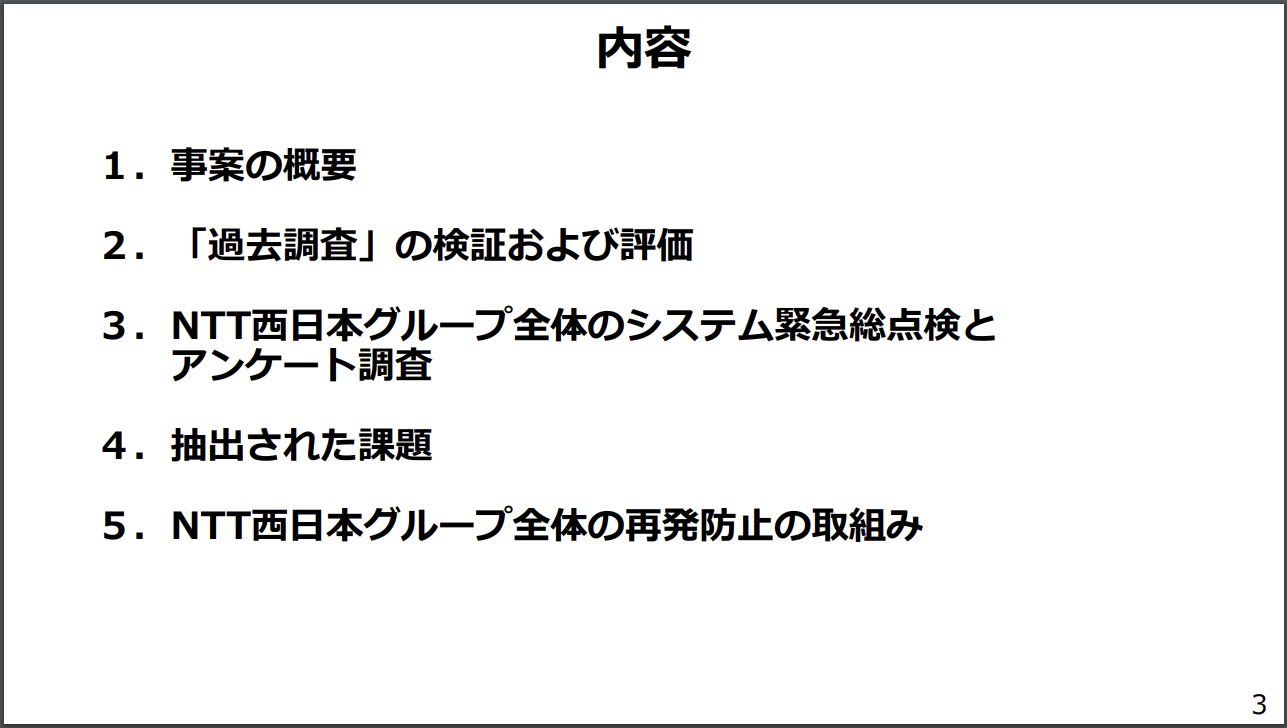 内容
１．事案の概要
２．「過去調査」の検証および評価
３．NTT西日本グループ全体のシステム緊急総点検と
アンケート調査
４．抽出された課題
５．NTT西日本グループ全体の再発防止の取組み
3